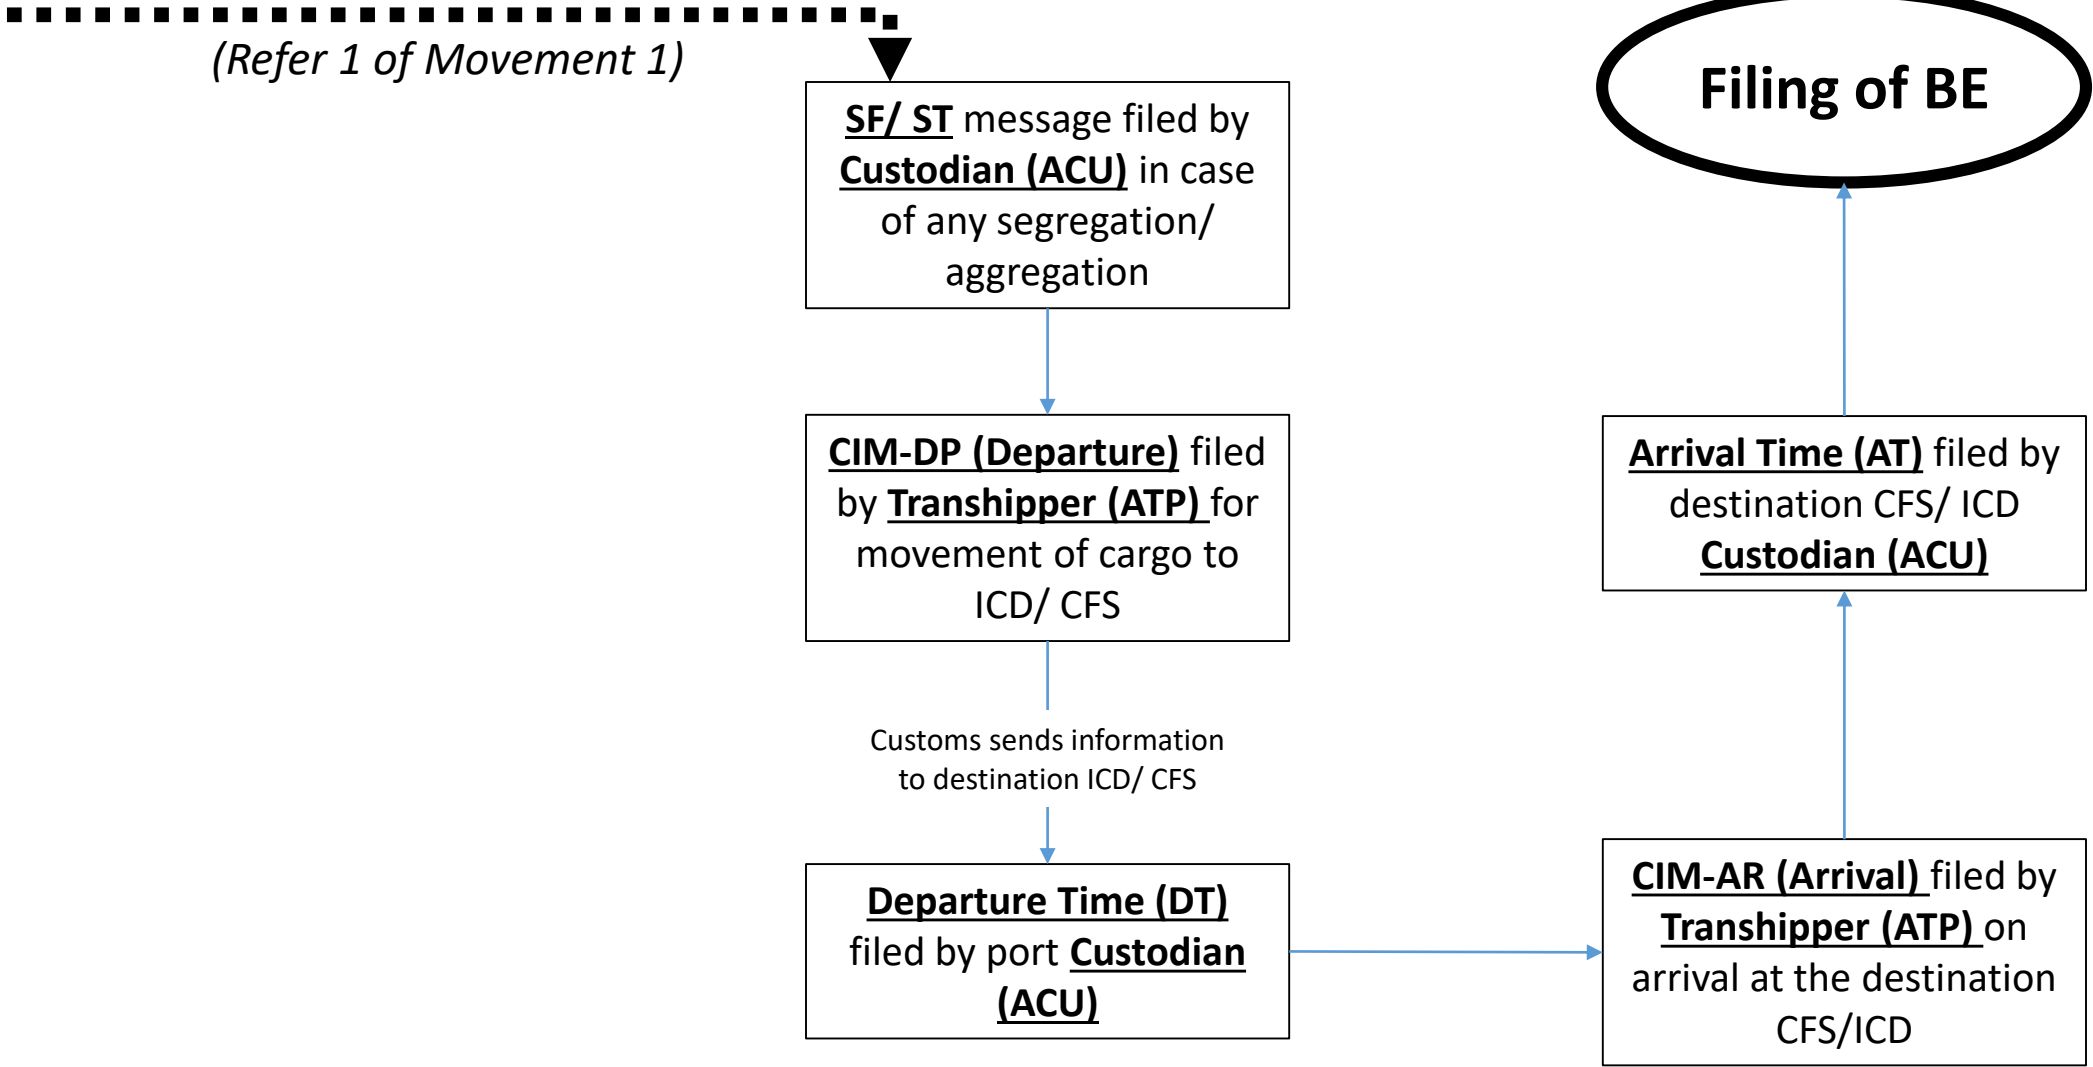 (Refer 1 of Movement 1)
SF/ ST message filed by
Custodian (ACU) in case
of any segregation/
aggregation
CIM-DP (Departure) filed
by Transhipper (ATP) for
movement of cargo to
ICD/ CFS
Customs sends information
to destination ICD/ CFS
Departure Time (DT)
filed by port Custodian
(ACU)
CIM-AR (Arrival) filed by
Transhipper (ATP) on
arrival at the destination
CFS/ICD
Arrival Time (AT) filed by
destination CFS/ ICD
Custodian (ACU)
Filing of BE